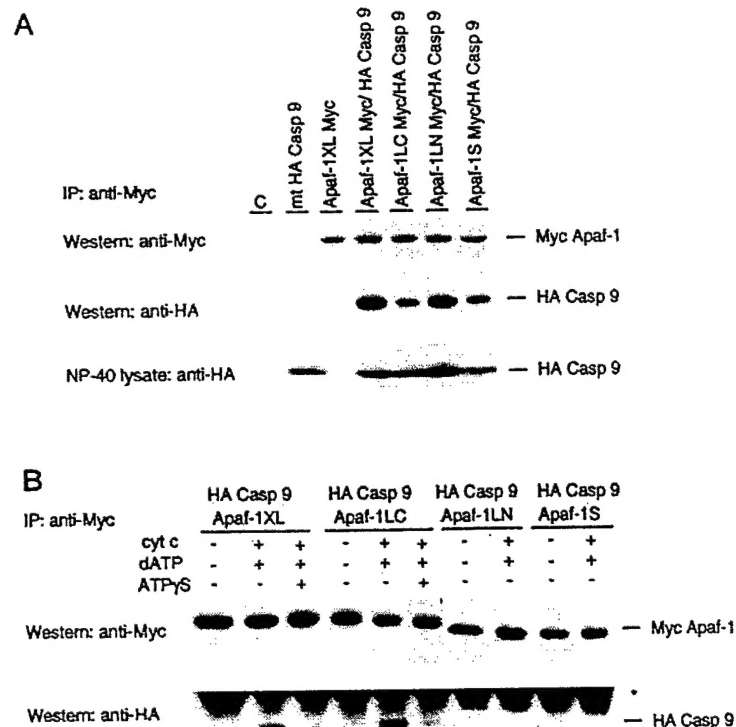 A
IP: anti-Myc
C
mt HA Casp 9
Apaf-1XL Myc
Apaf-1XL Myc/ HA Casp 9
Apaf-1LC Myc/HA Casp 9
Apaf-1LN Myc/HA Casp 9
Apaf-1S Myc/HA Casp 9
Western: anti-Myc — Myc Apaf-1
Western: anti-HA — HA Casp 9
NP-40 lysate: anti-HA — HA Casp 9
B
HA Casp 9 HA Casp 9 HA Casp 9 HA Casp 9
IP: anti-Myc Apaf-1XL Apaf-1LC Apaf-1LN Apaf-1S
cyt c - + + - + + - + - +
dATP - + + - + + - + - +
ATPγS - - + - - + - - - -
Western: anti-Myc — Myc Apaf-1
*
Western: anti-HA — HA Casp 9